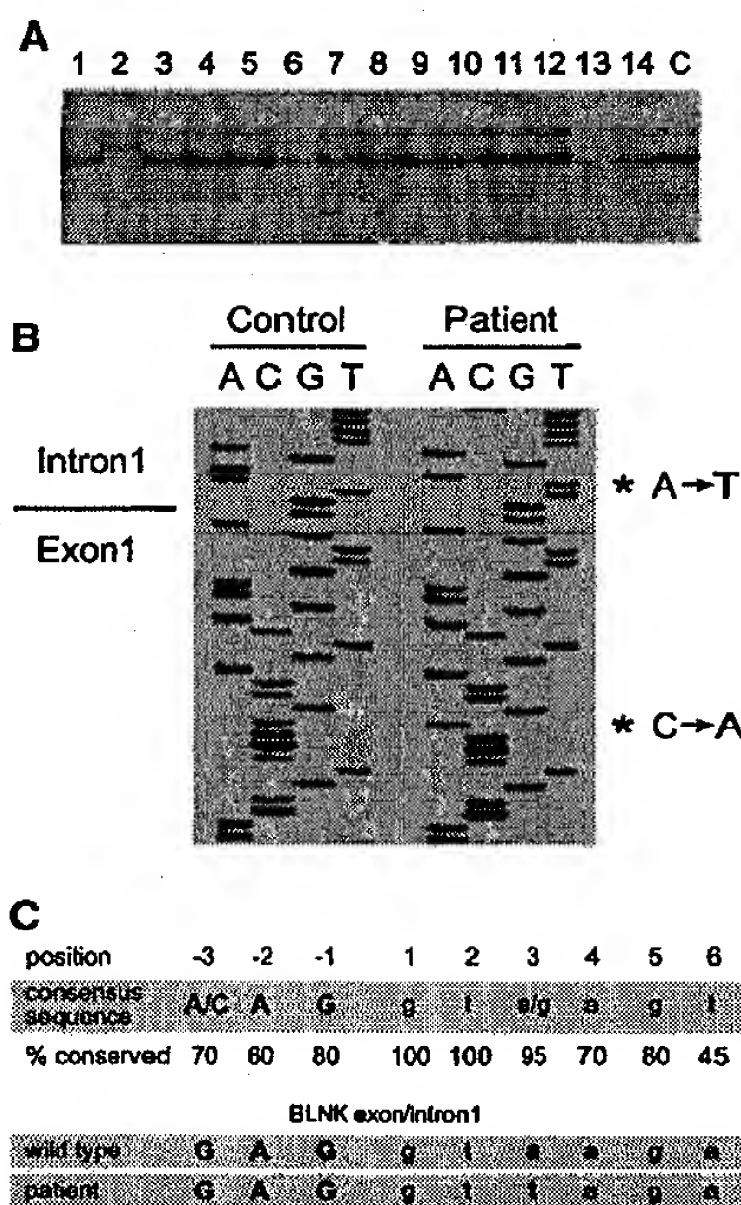 A
1 2 3 4 5 6 7 8 9 10 11 12 13 14 C
B
Control Patient
A C G T A C G T
Intron1
* A→T
Exon1
* C→A
C
position -3 -2 -1 1 2 3 4 5 6
consensus
sequence A/C A G g t a/g a g t
% conserved 70 60 80 100 100 95 70 80 45
BLNK exon/intron1
wild type G A G g t a a g a
patient G A G g t t a g a